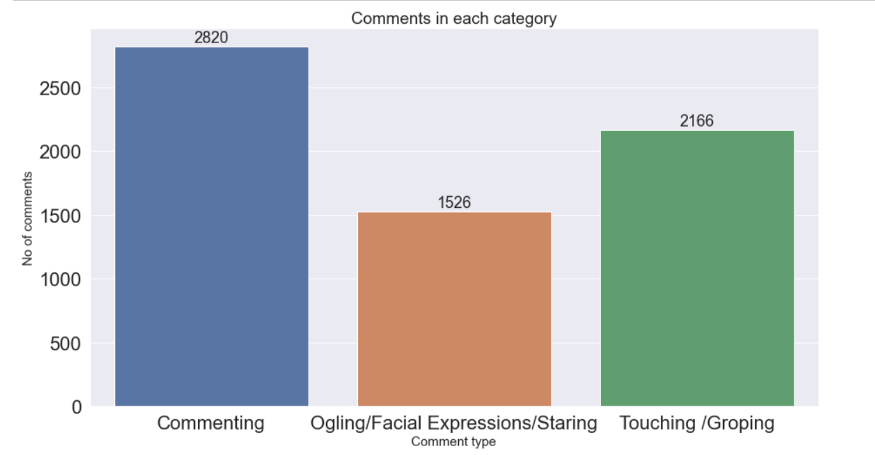 Comments in each category
2820
2166
1526
No of comments
2500
2000
1500
1000
500
0
Commenting
Ogling/Facial Expressions/Staring
Touching /Groping
Comment type